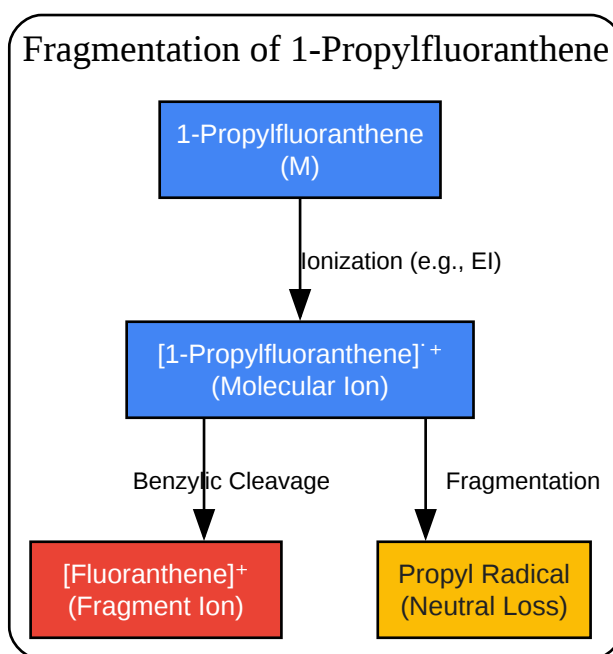 Fragmentation of 1-Propylfluoranthene
1-Propylfluoranthene
(M)
Ionization (e.g., EI)
[1-Propylfluoranthene]˙⁺
(Molecular Ion)
Benzylic Cleavage
Fragmentation
[Fluoranthene]⁺
(Fragment Ion)
Propyl Radical
(Neutral Loss)